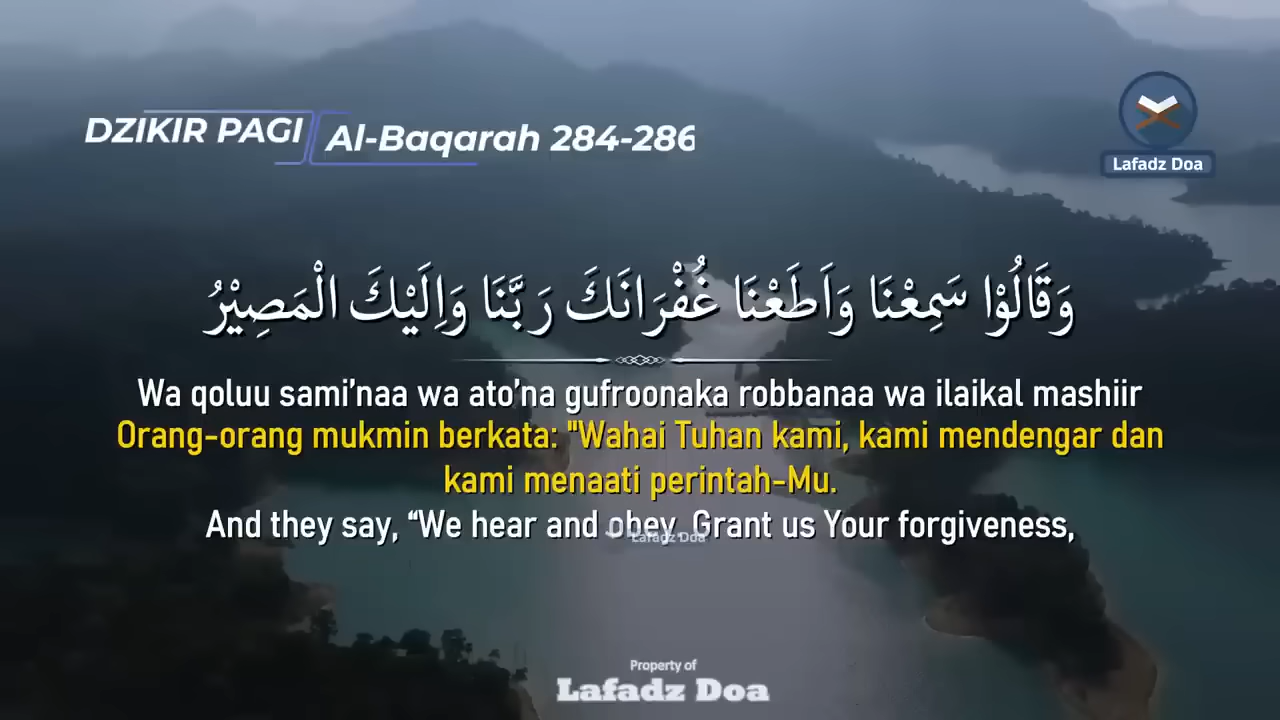 DZIKIR PAGI
Al-Baqarah 284-286
Lafadz Doa
وَقَالُوْا سَمِعْنَا وَاَطَعْنَا غُفْرَانَكَ رَبَّنَا وَاِلَيْكَ الْمَصِيْرُ
Wa qoluu sami’naa wa ato’na gufroonaka robbanaa wa ilaikal mashiir
Orang-orang mukmin berkata: "Wahai Tuhan kami, kami mendengar dan
kami menaati perintah-Mu.
And they say, “We hear and obey. Grant us Your forgiveness,
Lafadz Doa
Property of
Lafadz Doa